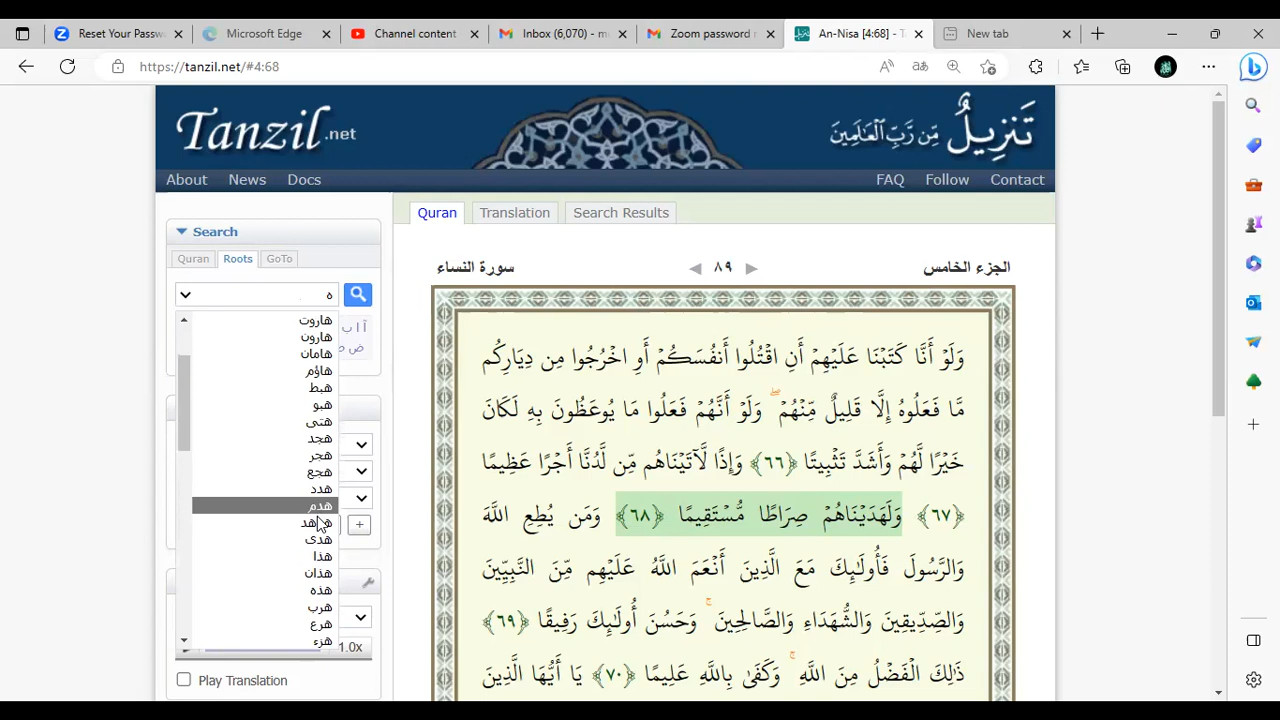 Reset Your Passw
Microsoft Edge
Channel content
Inbox (6,070) - m
Zoom password r
An-Nisa [4:68] - T
New tab
https://tanzil.net/#4:68
Tanzil.net
تَنزِيلٌ مِّن رَّبِّ الْعَالَمِينَ
About News Docs
FAQ Follow Contact
Search
Quran Roots GoTo
ه
آ ا ب
هاروت
هارون
هامان
هاؤم
هبط
هبو
هتى
هجد
هجر
هجع
هدد
هدم
هدى
هذا
هذان
هذه
هرب
هرع
هزء
+
1.0x
Play Translation
Quran Translation Search Results
الجزء الخامس
٨٩
سورة النساء
وَلَوْ أَنَّا كَتَبْنَا عَلَيْهِمْ أَنِ اقْتُلُوا أَنفُسَكُمْ أَوِ اخْرُجُوا مِن دِيَارِكُم
مَّا فَعَلُوهُ إِلَّا قَلِيلٌ مِّنْهُمْ ۖ وَلَوْ أَنَّهُمْ فَعَلُوا مَا يُوعَظُونَ بِهِ لَكَانَ
خَيْرًا لَّهُمْ وَأَشَدَّ تَثْبِيتًا ﴿٦٦﴾ وَإِذًا لَّآتَيْنَاهُم مِّن لَّدُنَّا أَجْرًا عَظِيمًا
﴿٦٧﴾ وَلَهَدَيْنَاهُمْ صِرَاطًا مُّسْتَقِيمًا ﴿٦٨﴾ وَمَن يُطِعِ اللَّهَ
وَالرَّسُولَ فَأُولَٰئِكَ مَعَ الَّذِينَ أَنْعَمَ اللَّهُ عَلَيْهِم مِّنَ النَّبِيِّينَ
وَالصِّدِّيقِينَ وَالشُّهَدَاءِ وَالصَّالِحِينَ ۚ وَحَسُنَ أُولَٰئِكَ رَفِيقًا ﴿٦٩﴾
ذَٰلِكَ الْفَضْلُ مِنَ اللَّهِ ۚ وَكَفَىٰ بِاللَّهِ عَلِيمًا ﴿٧٠﴾ يَا أَيُّهَا الَّذِينَ